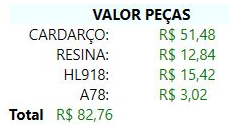 VALOR PEÇAS
CARDARÇO: R$ 51,48
RESINA: R$ 12,84
HL918: R$ 15,42
A78: R$ 3,02
Total R$ 82,76